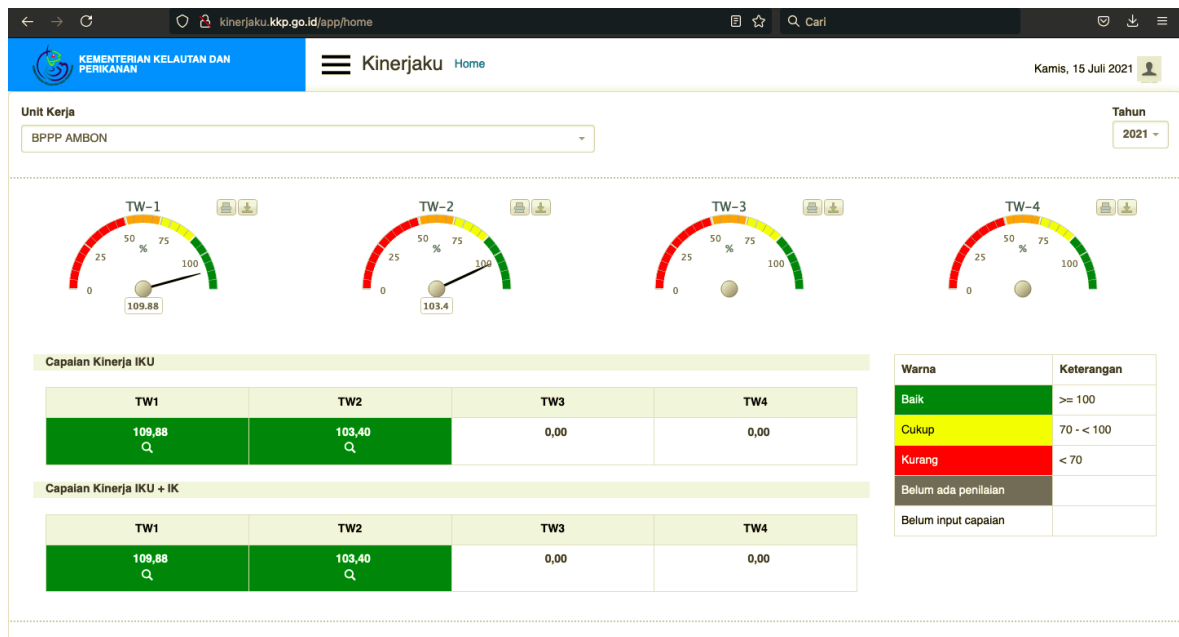 kinerjaku.kkp.go.id/app/home
Cari
KEMENTERIAN KELAUTAN DAN
PERIKANAN
Kinerjaku Home
Kamis, 15 Juli 2021
Unit Kerja
Tahun
BPPP AMBON
2021
TW-1
0
25
50
75
100
%
109.88
TW-2
0
25
50
75
100
%
103.4
TW-3
0
25
50
75
100
%
TW-4
0
25
50
75
100
%
Capaian Kinerja IKU
TW1 TW2 TW3 TW4
109,88 103,40 0,00 0,00
Capaian Kinerja IKU + IK
TW1 TW2 TW3 TW4
109,88 103,40 0,00 0,00
Warna Keterangan
Baik >= 100
Cukup 70 - < 100
Kurang < 70
Belum ada penilaian
Belum input capaian